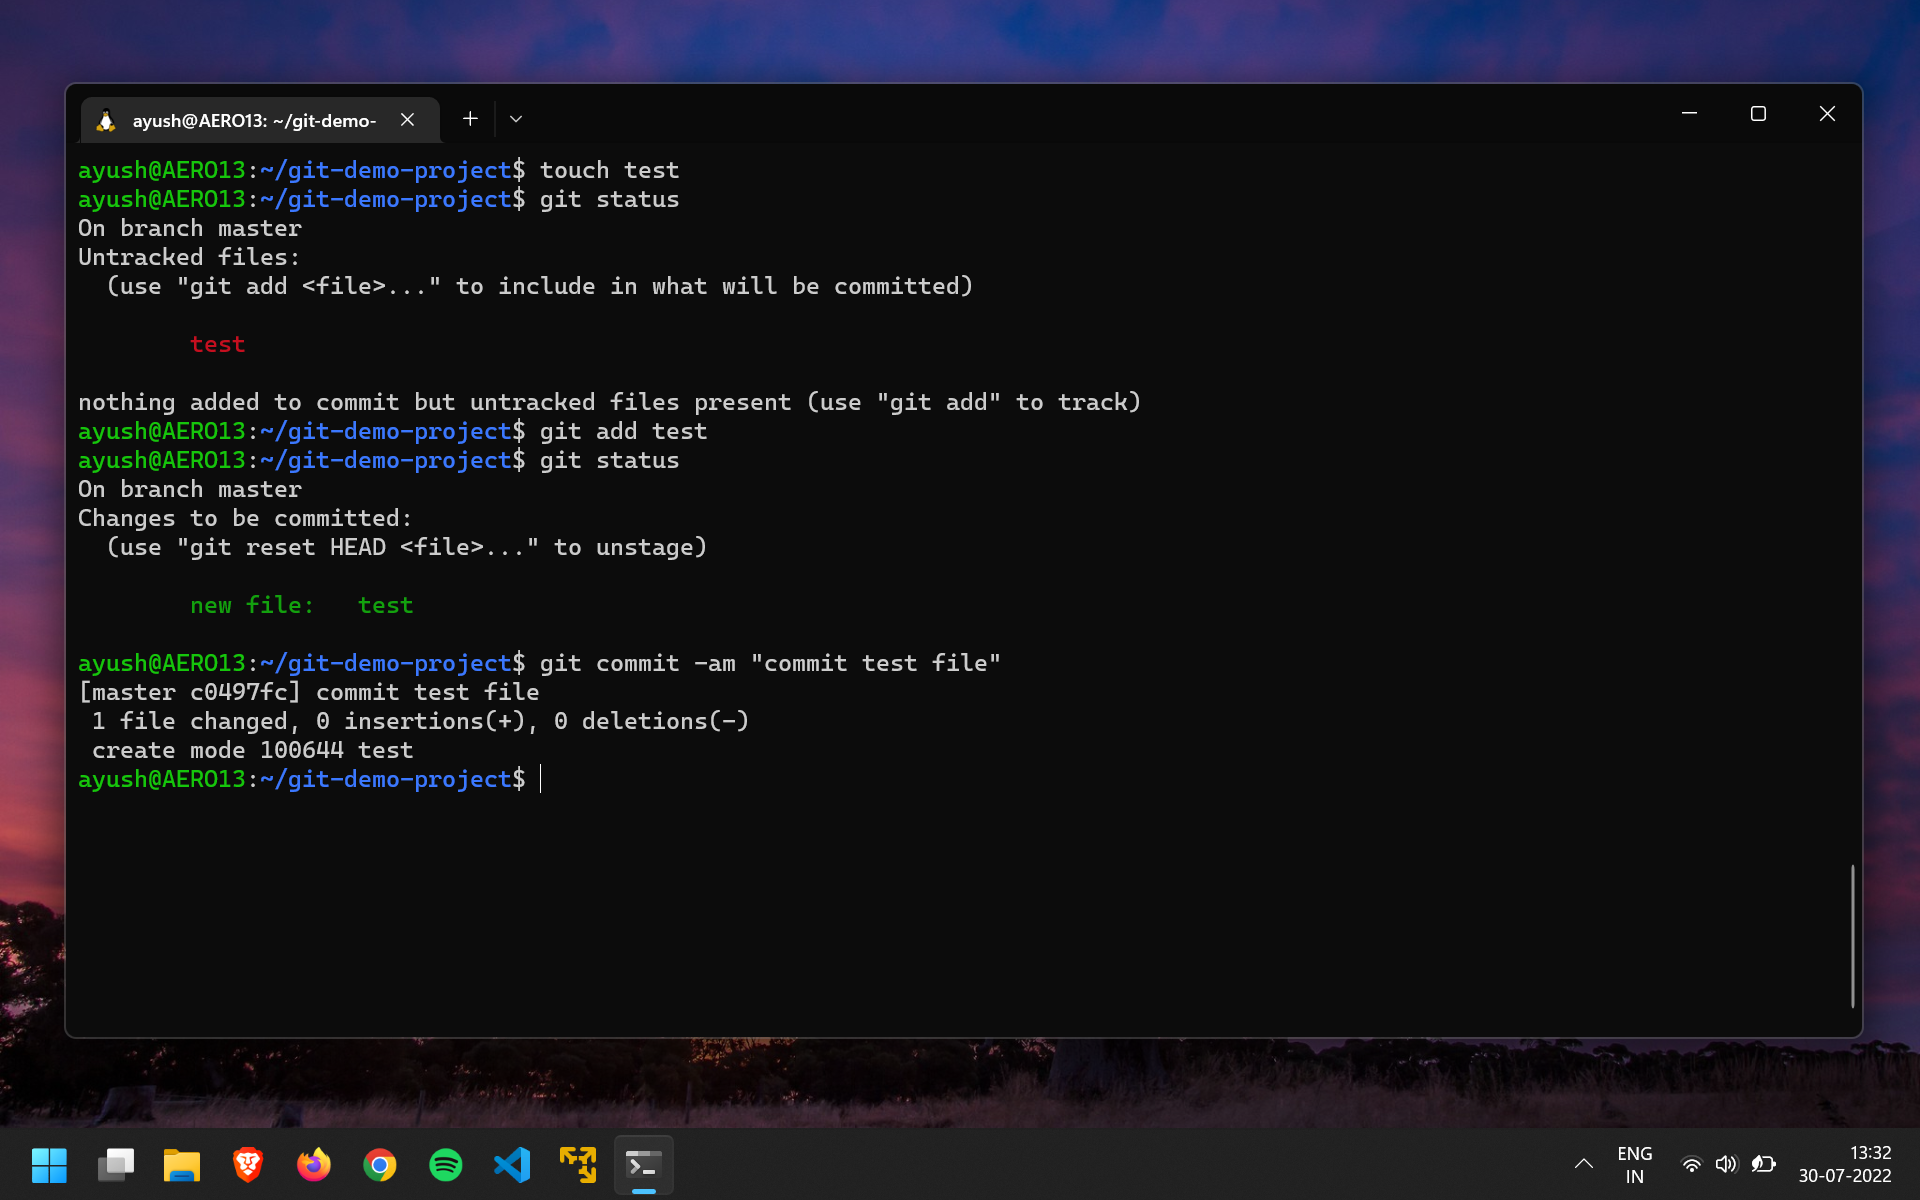 ayush@AERO13: ~/git-demo-
ayush@AERO13:~/git-demo-project$ touch test
ayush@AERO13:~/git-demo-project$ git status
On branch master
Untracked files:
  (use "git add <file>..." to include in what will be committed)
        test
nothing added to commit but untracked files present (use "git add" to track)
ayush@AERO13:~/git-demo-project$ git add test
ayush@AERO13:~/git-demo-project$ git status
On branch master
Changes to be committed:
  (use "git reset HEAD <file>..." to unstage)
        new file:   test
ayush@AERO13:~/git-demo-project$ git commit -am "commit test file"
[master c0497fc] commit test file
 1 file changed, 0 insertions(+), 0 deletions(-)
 create mode 100644 test
ayush@AERO13:~/git-demo-project$
ENG
IN
13:32
30-07-2022